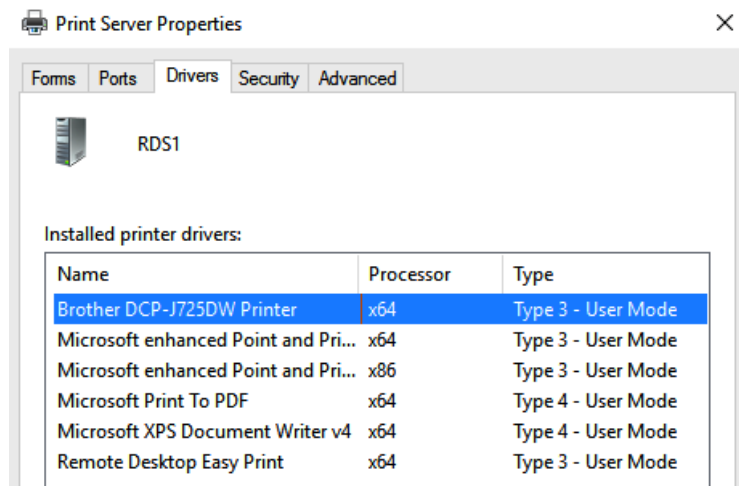 Print Server Properties
Forms Ports Drivers Security Advanced
RDS1
Installed printer drivers:
Name Processor Type
Brother DCP-J725DW Printer x64 Type 3 - User Mode
Microsoft enhanced Point and Pri... x64 Type 3 - User Mode
Microsoft enhanced Point and Pri... x86 Type 3 - User Mode
Microsoft Print To PDF x64 Type 4 - User Mode
Microsoft XPS Document Writer v4 x64 Type 4 - User Mode
Remote Desktop Easy Print x64 Type 3 - User Mode